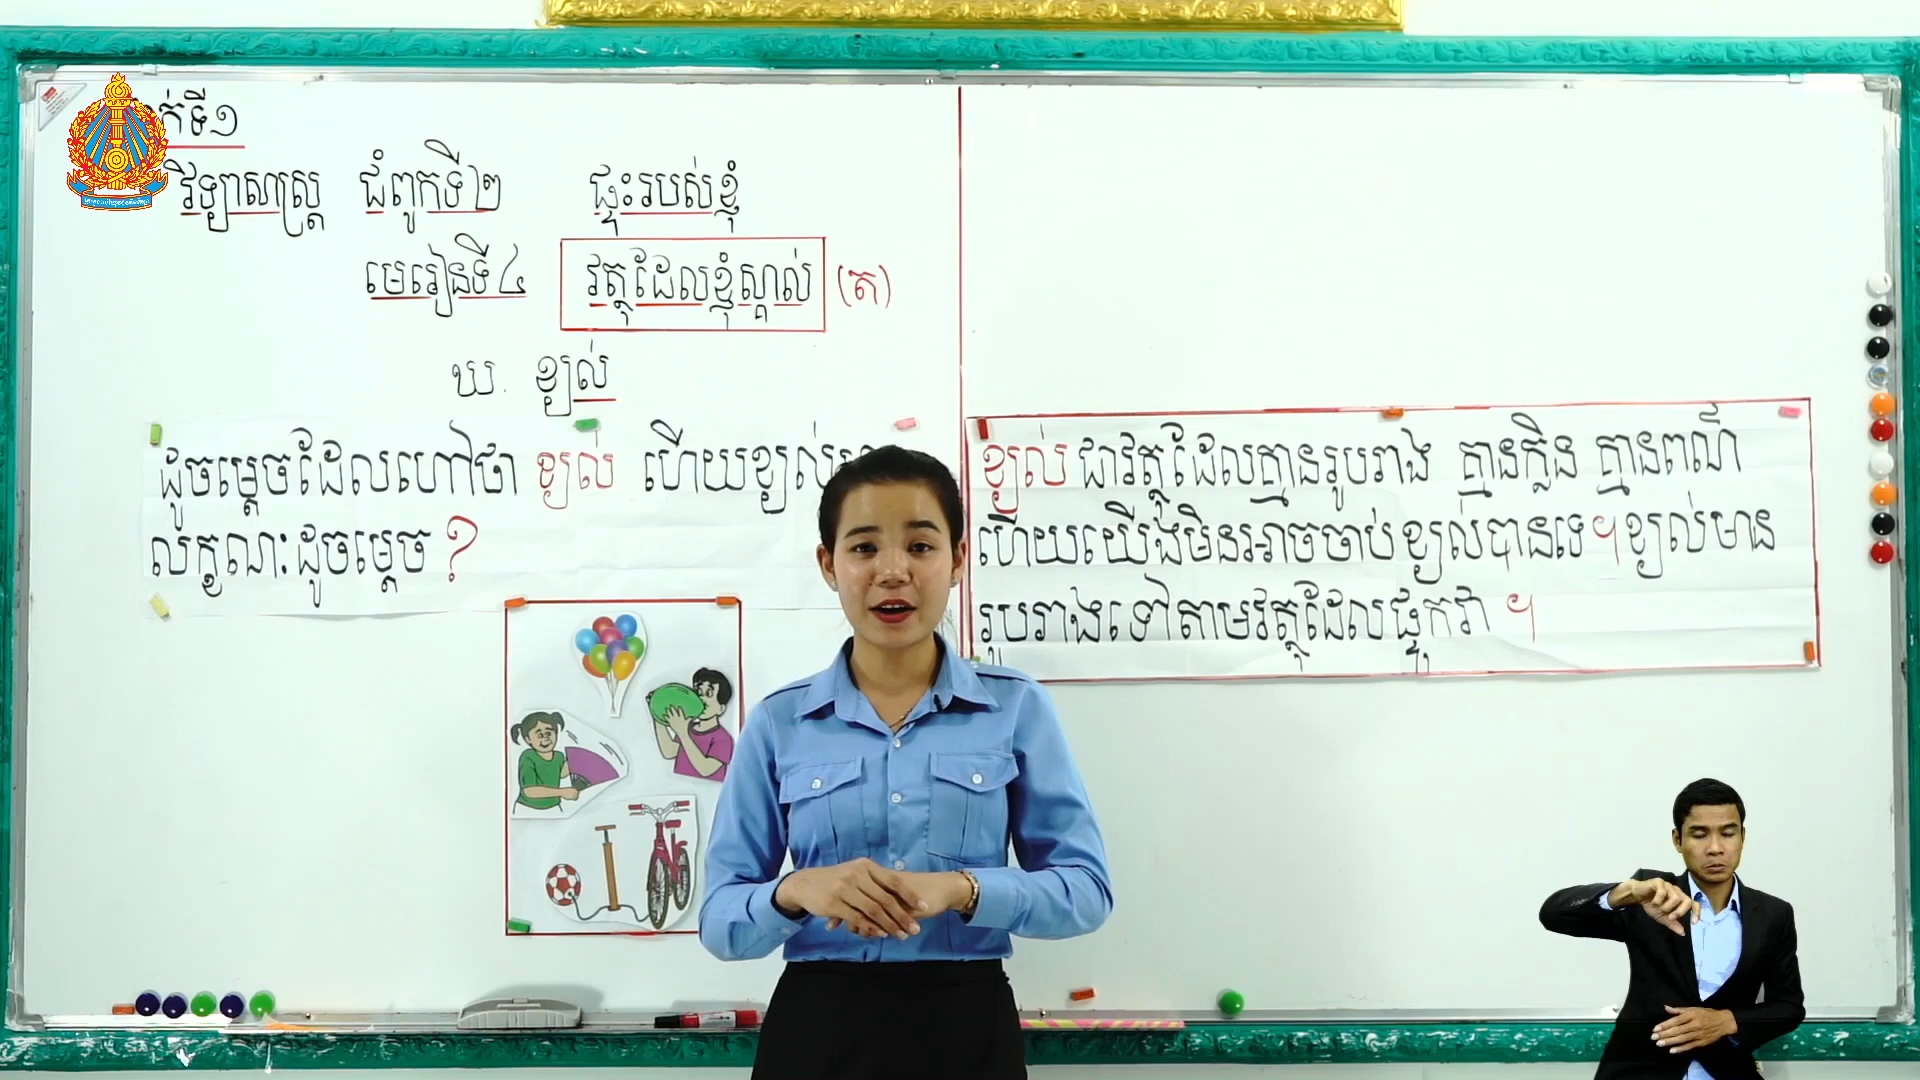 ក់ទី១
វិទ្យាសាស្ត្រ ជំពូកទី២ ផ្ទះរបស់ខ្ញុំ
មេរៀនទី៤ វត្ថុដែលខ្ញុំស្គាល់ (ត)
ឃ. ខ្យល់
ដូចម្តេចដែលហៅថា ខ្យល់ ហើយខ្យល់
លក្ខណៈដូចម្តេច?
ខ្យល់ ជាវត្ថុដែលគ្មានរូបរាង គ្មានក្លិន គ្មានពណ៌
ហើយយើងមិនអាចចាប់ខ្យល់បានទេ។ ខ្យល់មាន
រូបរាងទៅតាមវត្ថុដែលផ្ទុកវា ។